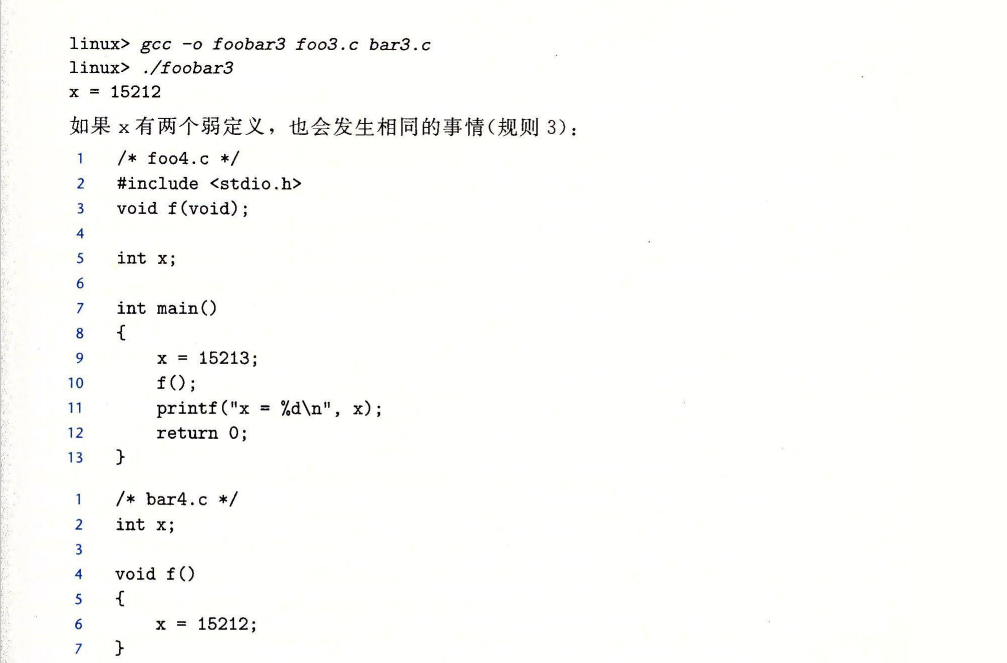 linux> gcc -o foobar3 foo3.c bar3.c
linux> ./foobar3
x = 15212
如果 x 有两个弱定义，也会发生相同的事情(规则 3)：
1 /* foo4.c */
2 #include <stdio.h>
3 void f(void);
4
5 int x;
6
7 int main()
8 {
9     x = 15213;
10     f();
11     printf("x = %d\n", x);
12     return 0;
13 }
1 /* bar4.c */
2 int x;
3
4 void f()
5 {
6     x = 15212;
7 }